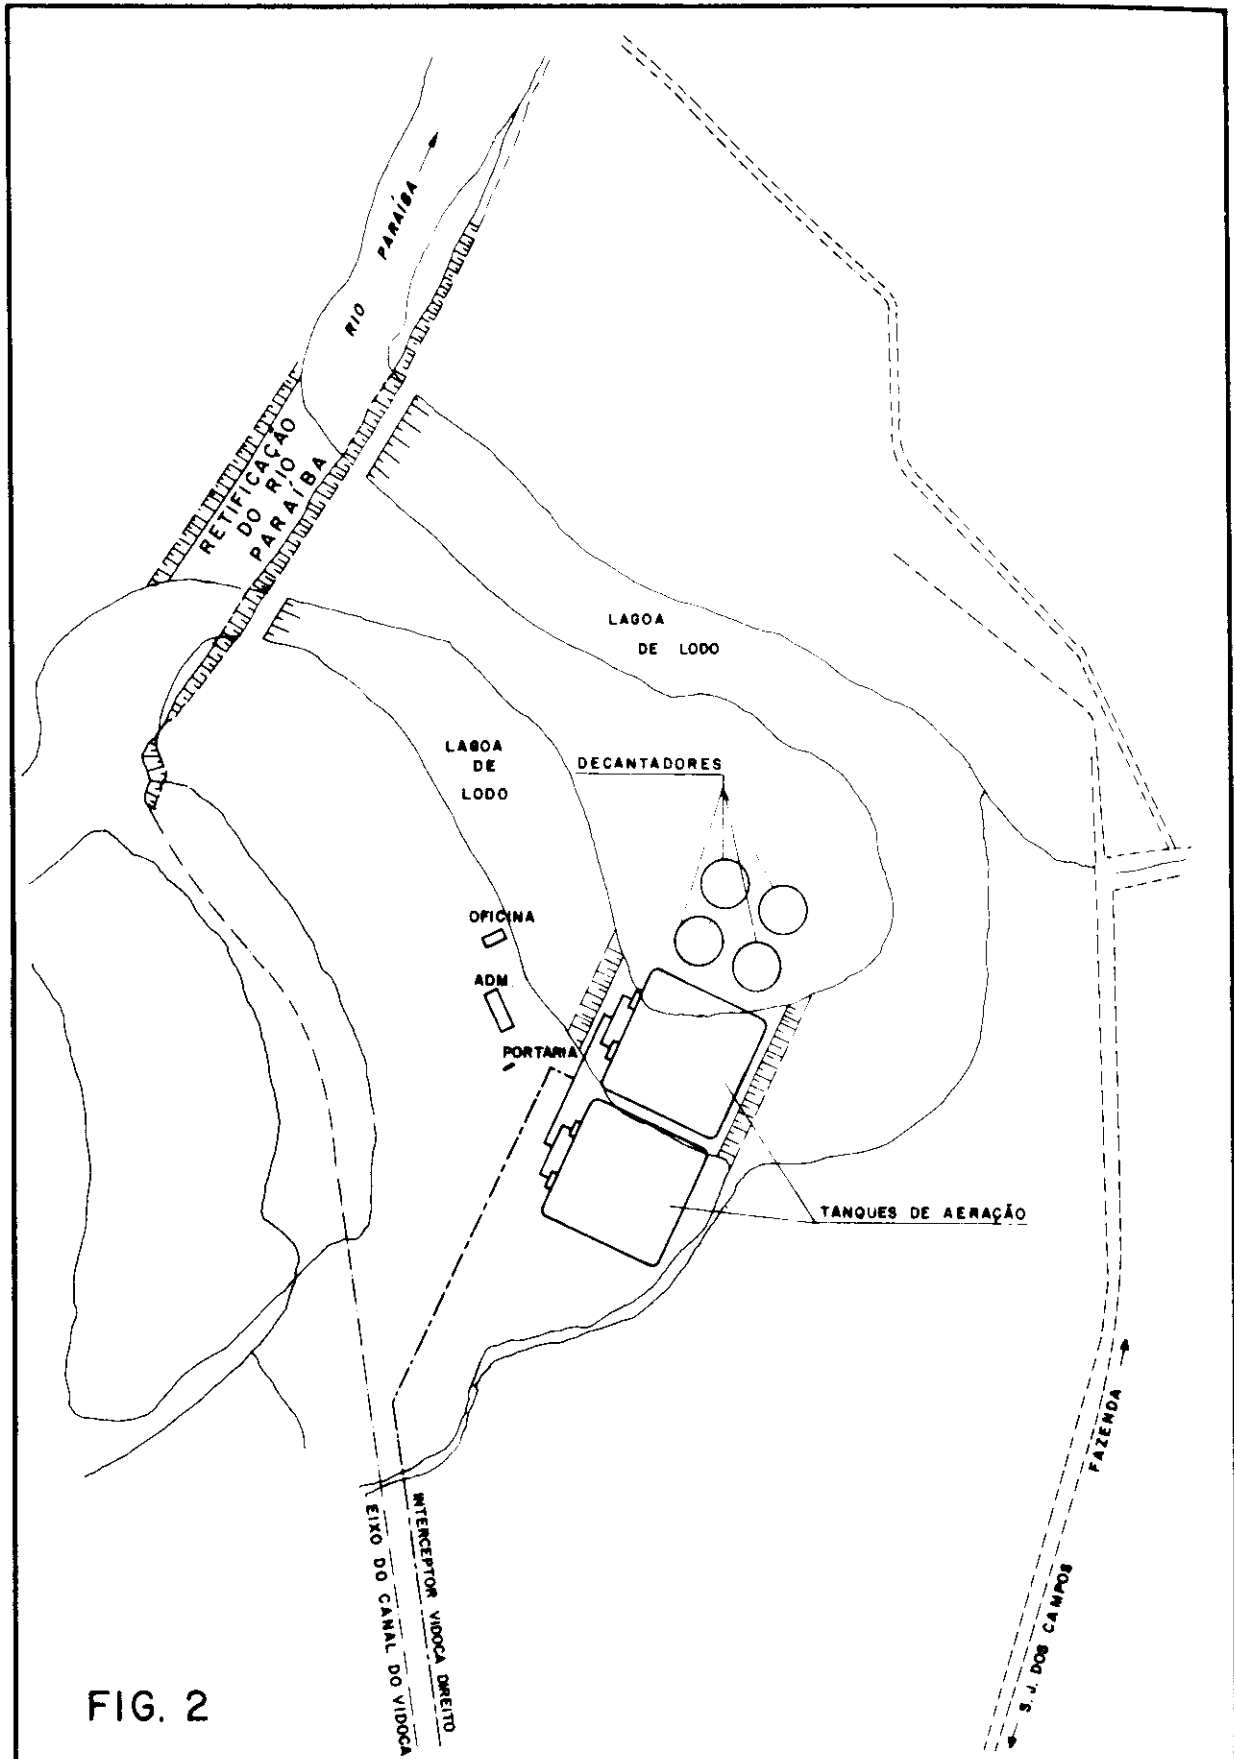 RIO PARAÍBA
RETIFICAÇÃO
DO RIO
PARAÍBA
LAGOA
DE LODO
LAGOA
DE
LODO
DECANTADORES
OFICINA
ADM.
PORTARIA
TANQUES DE AERAÇÃO
FAZENDA
S. J. DOS CAMPOS
INTERCEPTOR VIDOCA DIREITO
EIXO DO CANAL DO VIDOCA
FIG. 2